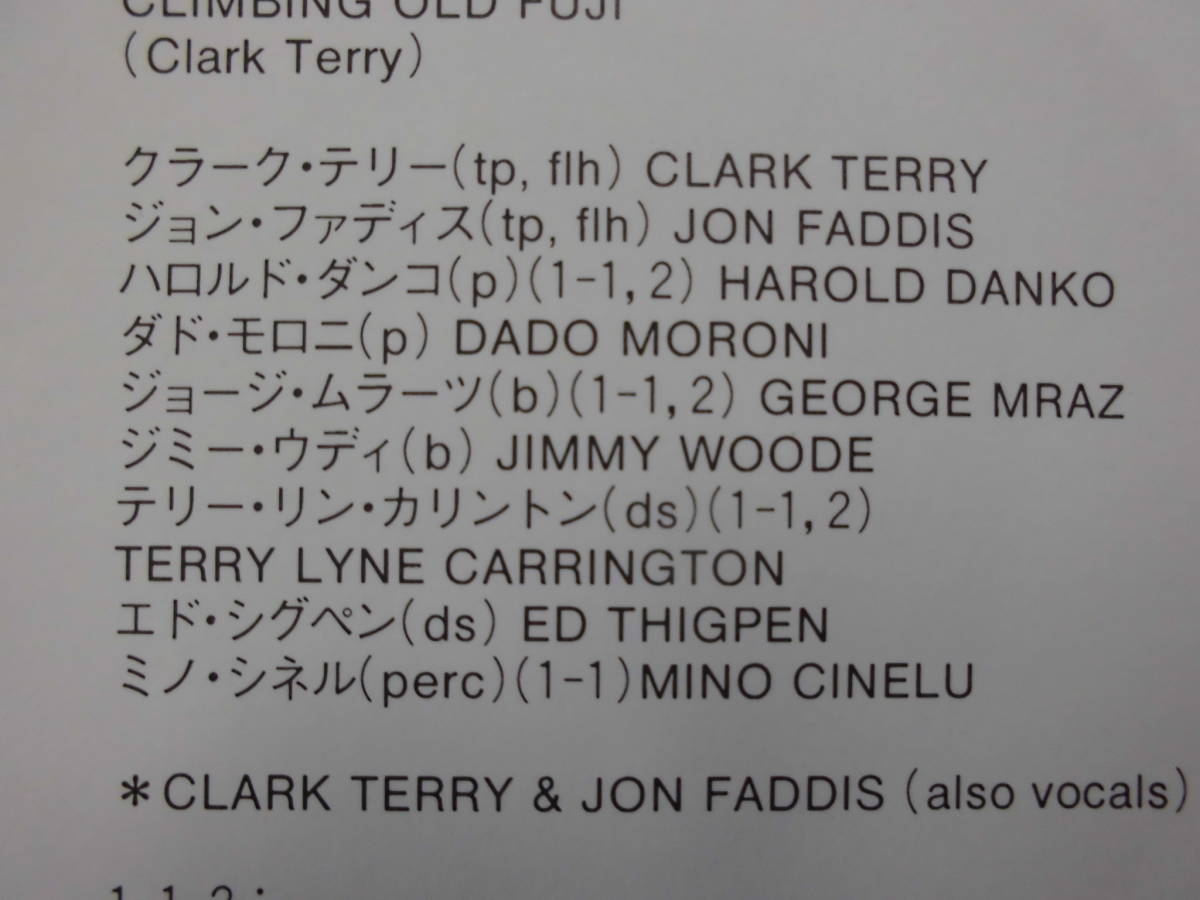 CLIMBING OLD FUJI
(Clark Terry)
クラーク・テリー(tp, flh) CLARK TERRY
ジョン・ファディス(tp, flh) JON FADDIS
ハロルド・ダンコ(p)(1-1, 2) HAROLD DANKO
ダド・モロニ(p) DADO MORONI
ジョージ・ムラーツ(b)(1-1, 2) GEORGE MRAZ
ジミー・ウディ(b) JIMMY WOODE
テリー・リン・カリントン(ds)(1-1, 2)
TERRY LYNE CARRINGTON
エド・シグペン(ds) ED THIGPEN
ミノ・シネル(perc)(1-1)MINO CINELU
*CLARK TERRY & JON FADDIS (also vocals)